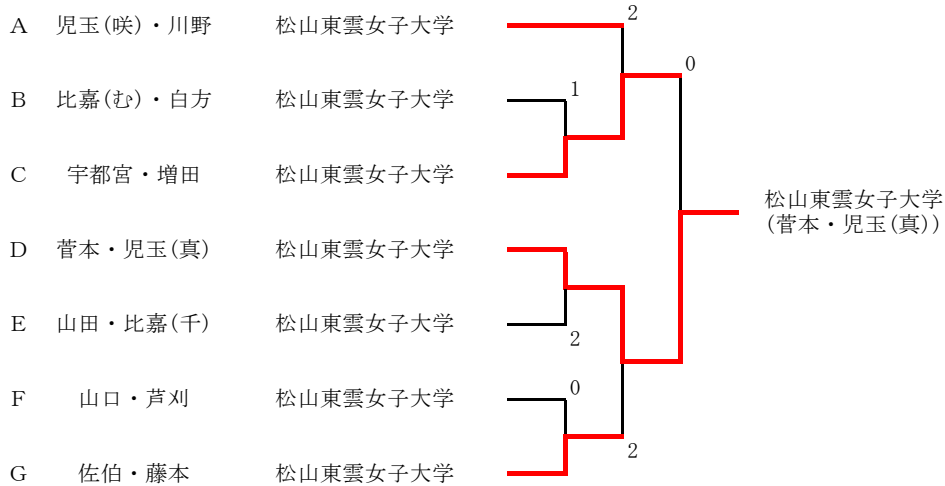 A 児玉(咲)・川野 松山東雲女子大学 2
0
B 比嘉(む)・白方 松山東雲女子大学 1
C 宇都宮・増田 松山東雲女子大学
松山東雲女子大学
(菅本・児玉(真))
D 菅本・児玉(真) 松山東雲女子大学
E 山田・比嘉(千) 松山東雲女子大学 2
F 山口・芦刈 松山東雲女子大学 0
2
G 佐伯・藤本 松山東雲女子大学